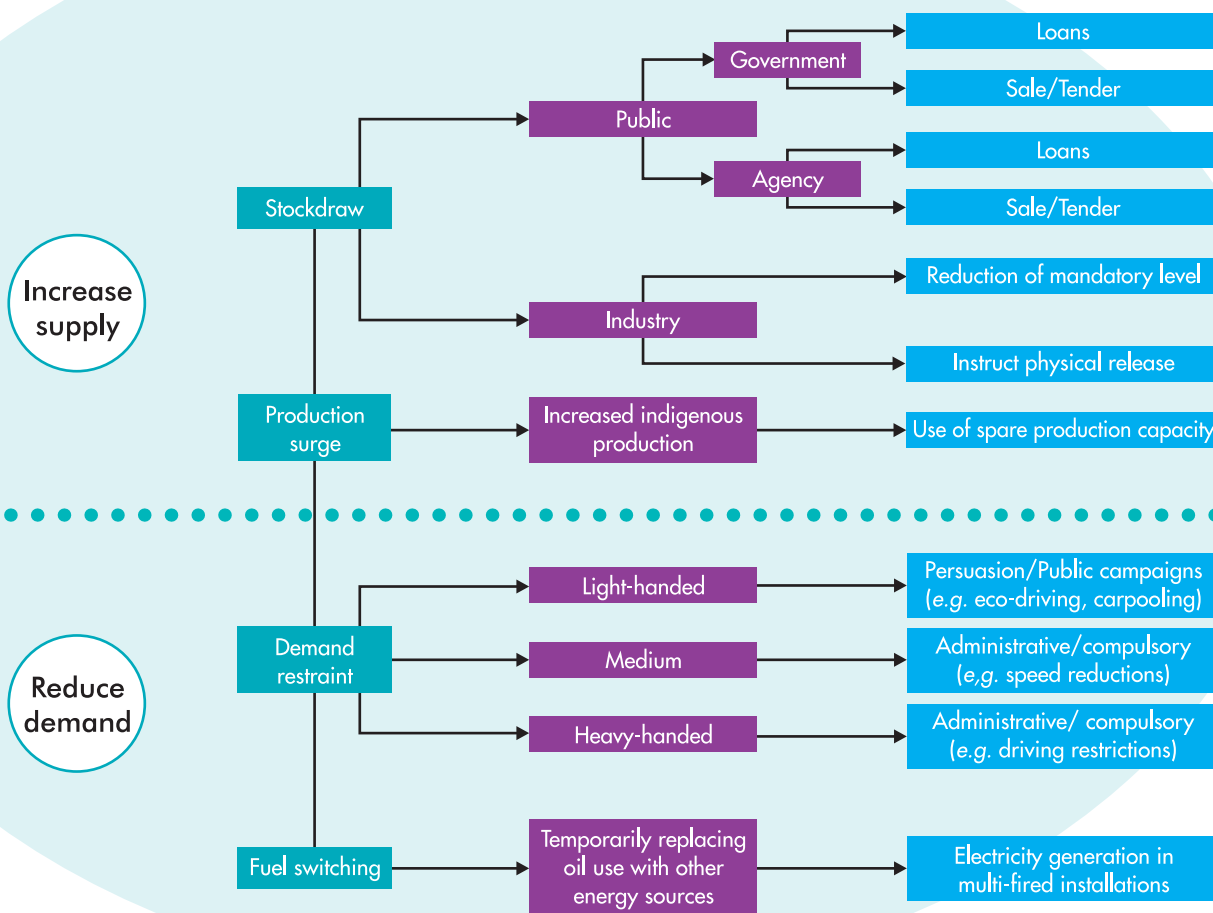 Loans
Government
Sale/Tender
Public
Loans
Agency
Sale/Tender
Stockdraw
Increase
supply
Reduction of mandatory level
Industry
Instruct physical release
Production
surge
Increased indigenous
production
Use of spare production capacity
Light-handed
Persuasion/Public campaigns
(e.g. eco-driving, carpooling)
Reduce
demand
Demand
restraint
Medium
Administrative/compulsory
(e,g. speed reductions)
Heavy-handed
Administrative/ compulsory
(e.g. driving restrictions)
Fuel switching
Temporarily replacing
oil use with other
energy sources
Electricity generation in
multi-fired installations